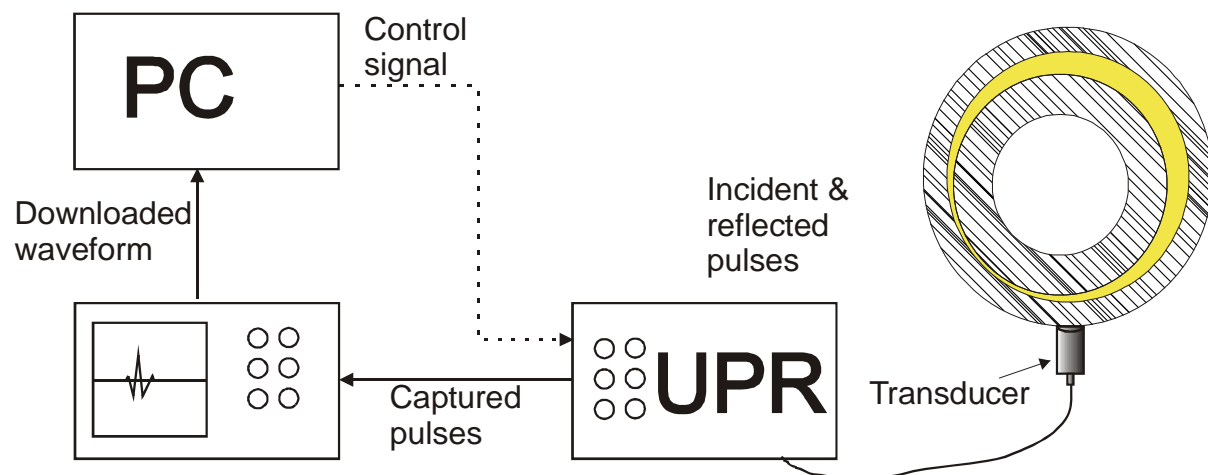 PC
Control
signal
Downloaded
waveform
Incident &
reflected
pulses
Captured
pulses
UPR
Transducer